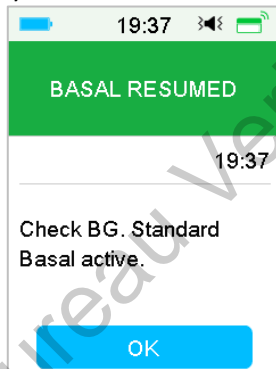 19:37
BASAL RESUMED
19:37
Check BG. Standard
Basal active.
OK